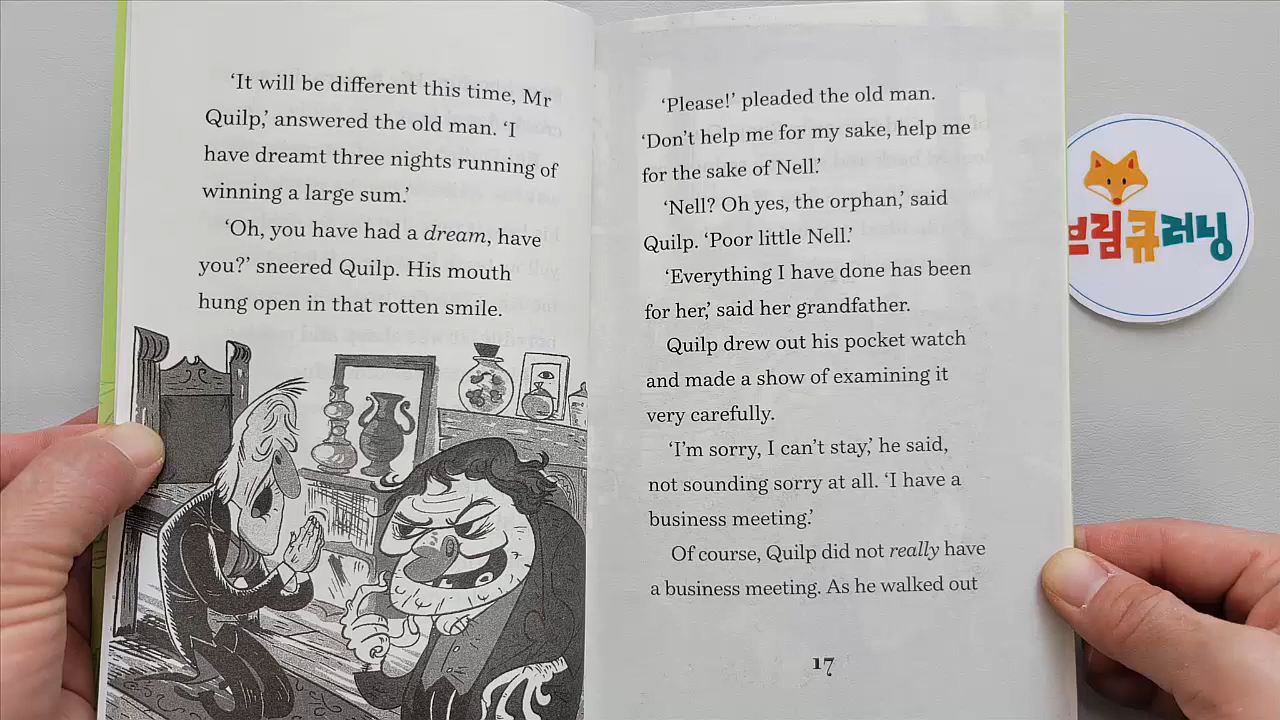 ‘It will be different this time, Mr
Quilp,’ answered the old man. ‘I
have dreamt three nights running of
winning a large sum.’
‘Oh, you have had a dream, have
you?’ sneered Quilp. His mouth
hung open in that rotten smile.
‘Please!’ pleaded the old man.
‘Don’t help me for my sake, help me
for the sake of Nell.’
‘Nell? Oh yes, the orphan,’ said
Quilp. ‘Poor little Nell.’
‘Everything I have done has been
for her,’ said her grandfather.
Quilp drew out his pocket watch
and made a show of examining it
very carefully.
‘I’m sorry, I can’t stay,’ he said,
not sounding sorry at all. ‘I have a
business meeting.’
Of course, Quilp did not really have
a business meeting. As he walked out
17
브림큐러닝